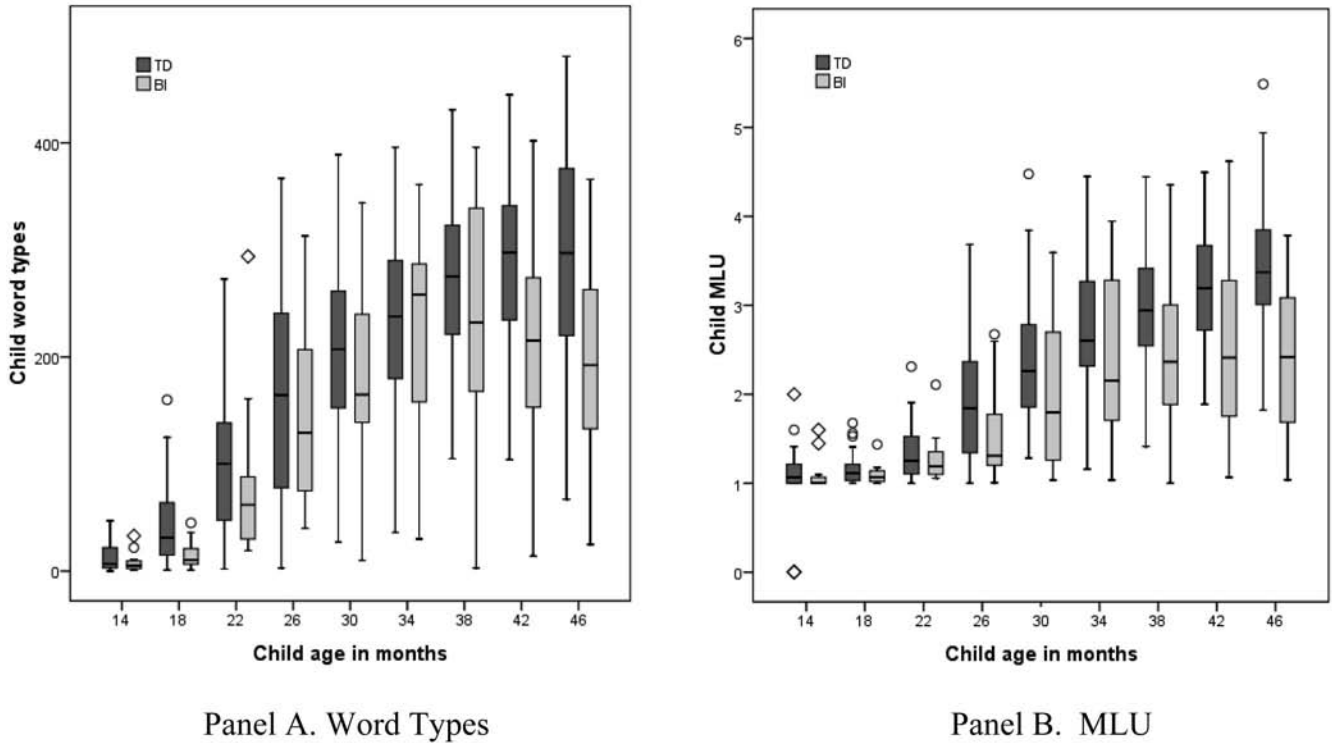 TD
BI
400
200
0
Child word types
14 18 22 26 30 34 38 42 46
Child age in months
Panel A. Word Types
TD
BI
6
5
4
3
2
1
0
Child MLU
14 18 22 26 30 34 38 42 46
Child age in months
Panel B. MLU